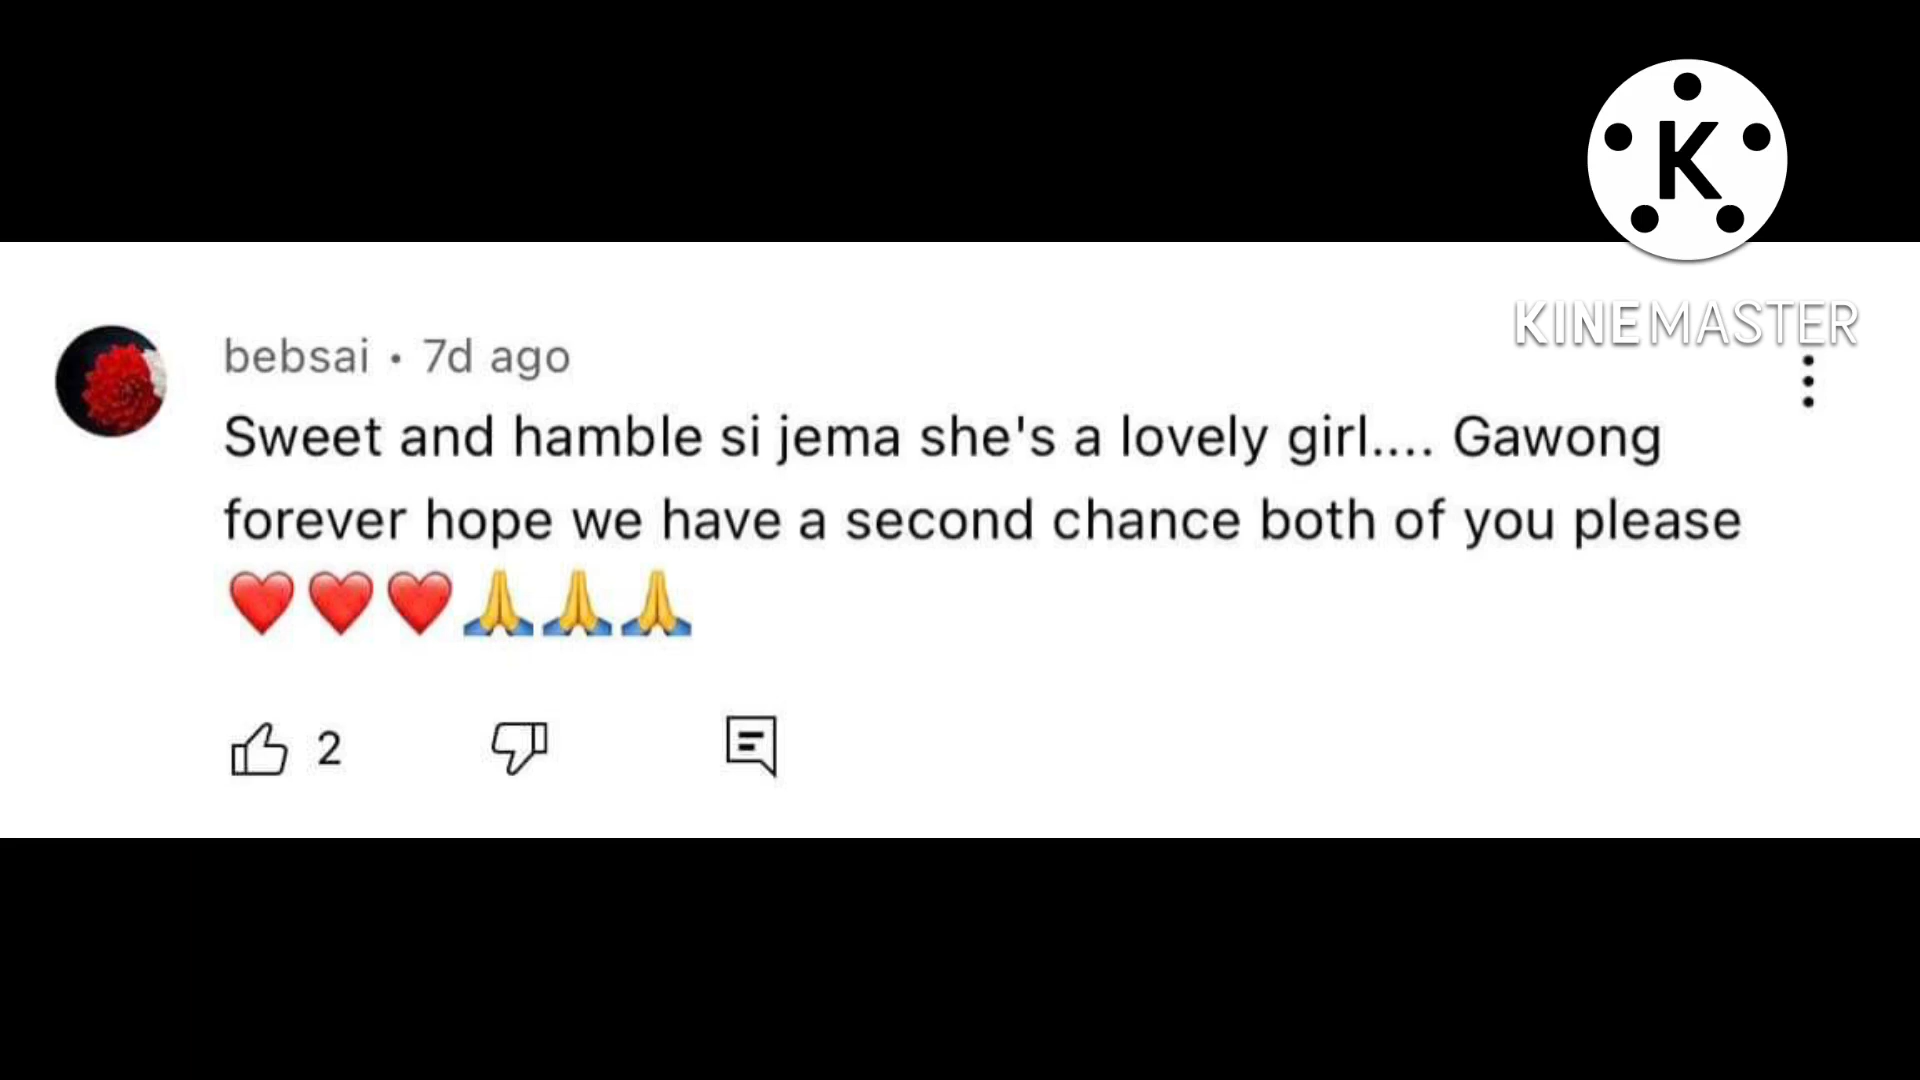 K
KINEMASTER
bebsai • 7d ago
Sweet and hamble si jema she's a lovely girl.... Gawong
forever hope we have a second chance both of you please
❤️❤️❤️🙏🙏🙏
2